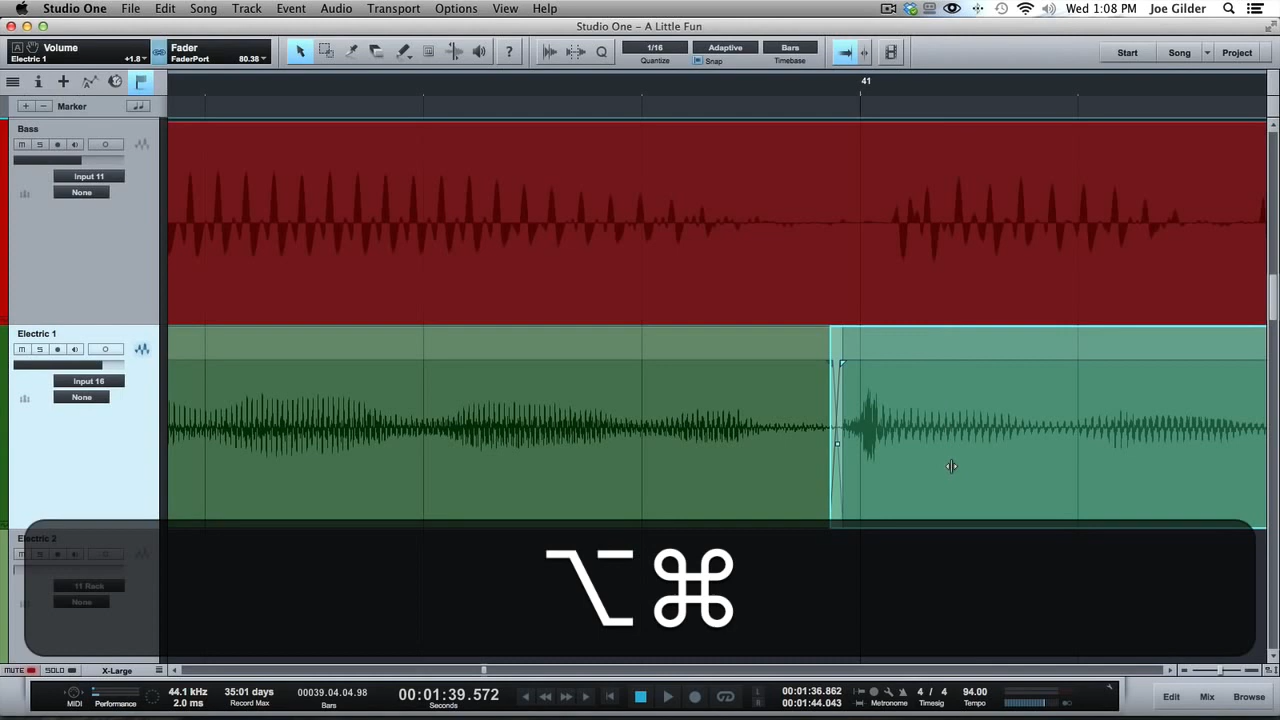 Studio One File Edit Song Track Event Audio Transport Options View Help Wed 1:08 PM Joe Gilder
Studio One - A Little Fun
A Volume
Electric 1 +1.8
Fader
FaderPort 80.38
?
1/16
Quantize
Adaptive
Snap
Bars
Timebase
Start Song Project
41
Marker
Bass
M S
Input 11
None
Electric 1
M S
Input 16
None
Electric 2
M S
11 Rack
None
⌥⌘
MUTE SOLO X-Large
MIDI
Performance
44.1 kHz
2.0 ms
35:01 days
Record Max
00039.04.04.98
Bars
00:01:39.572
Seconds
L
R
00:01:36.862
00:01:44.043
Metronome
4 / 4
Timesig
94.00
Tempo
Edit Mix Browse